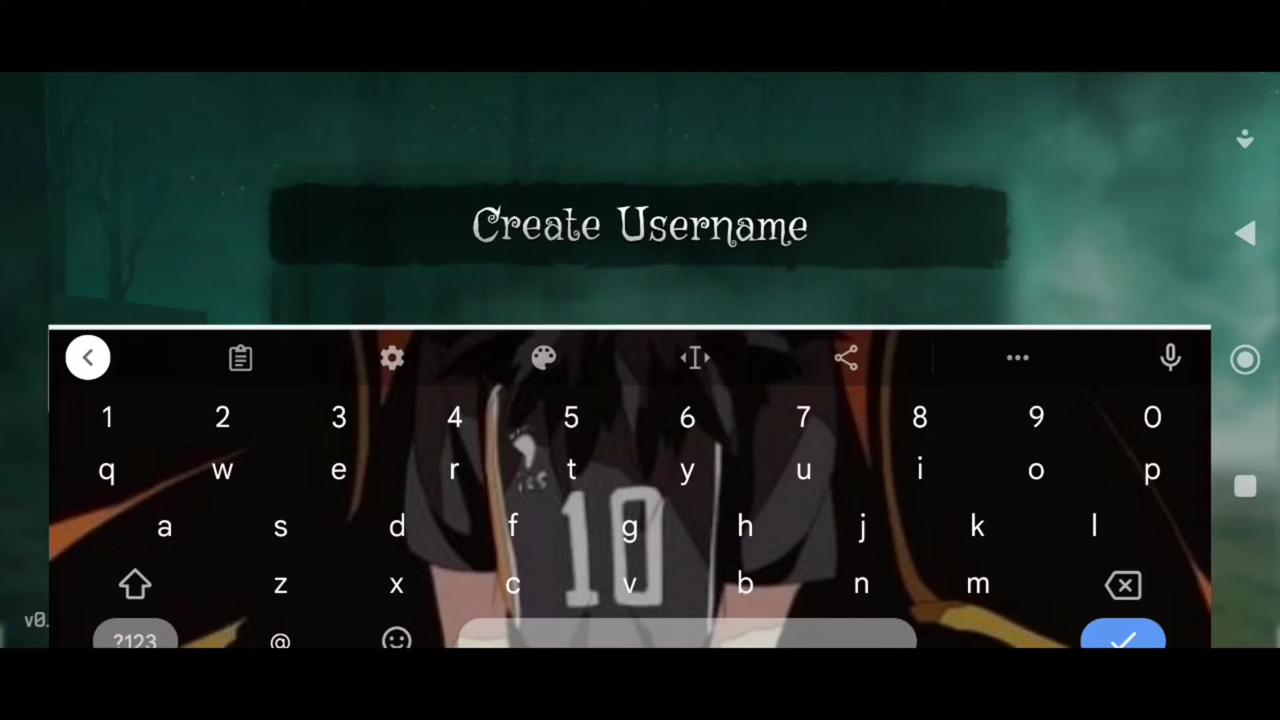 Create Username
1 2 3 4 5 6 7 8 9 0
q w e r t y u i o p
a s d f g h j k l
z x c v b n m
v0.
?123 @
10